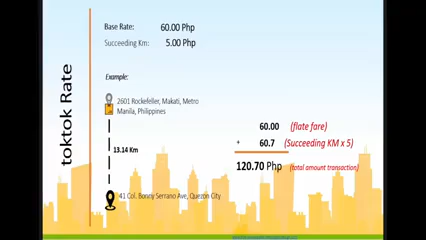 toktok Rate
Base Rate: 60.00 Php
Succeeding Km: 5.00 Php
Example:
2601 Rockefeller, Makati, Metro
Manila, Philippines
13.14 Km
41 Col. Bonny Serrano Ave, Quezon City
60.00 (flate fare)
+ 60.7 (Succeeding KM x 5)
120.70 Php (total amount transaction)